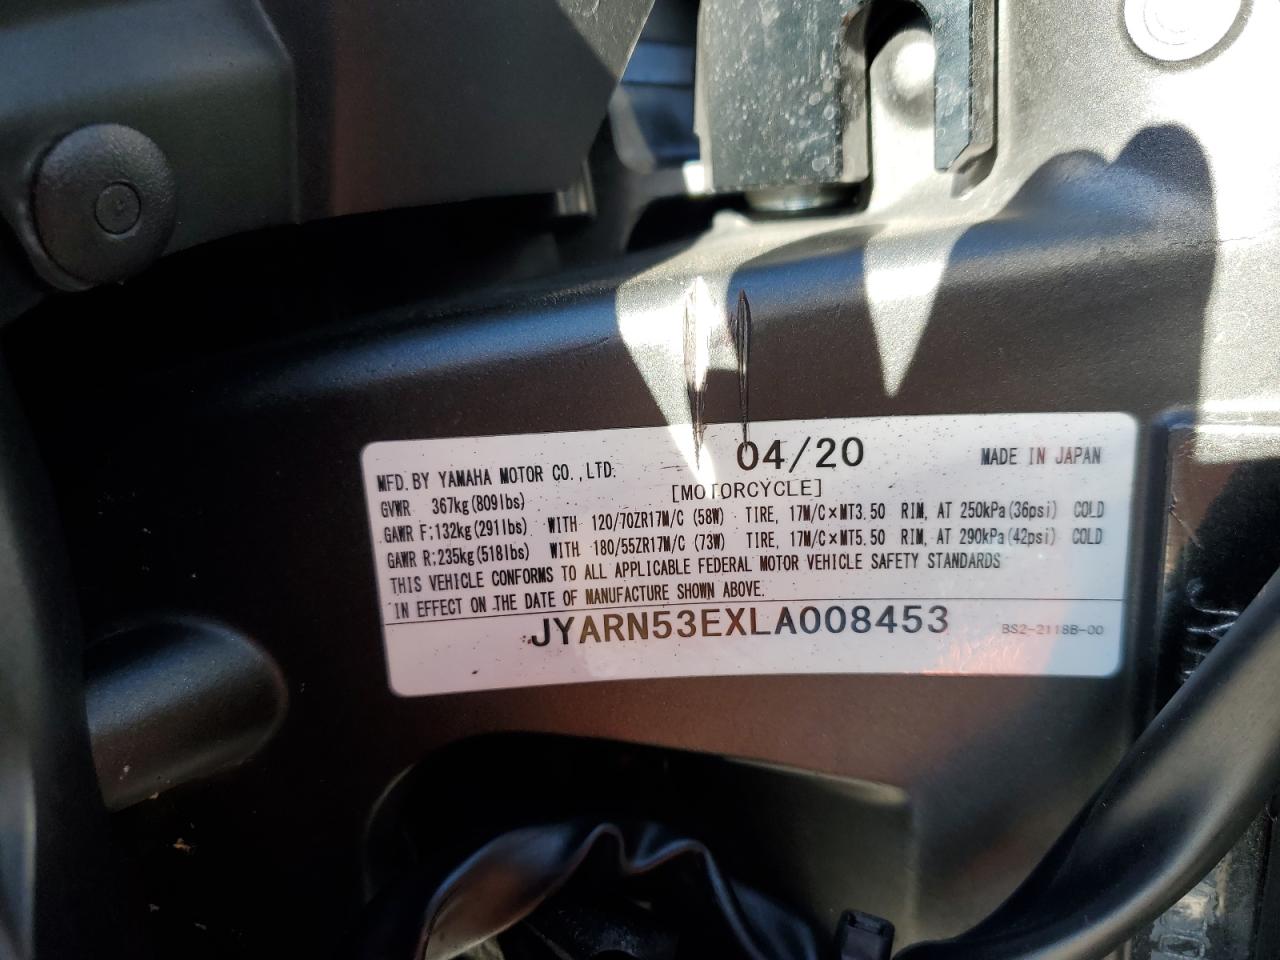 MFD. BY YAMAHA MOTOR CO., LTD. 04/20 MADE IN JAPAN
GVWR 367kg(809lbs) [MOTORCYCLE]
GAWR F:132kg(291lbs) WITH 120/70ZR17M/C (58W) TIRE, 17M/C×MT3.50 RIM, AT 250kPa(36psi) COLD
GAWR R:235kg(518lbs) WITH 180/55ZR17M/C (73W) TIRE, 17M/C×MT5.50 RIM, AT 290kPa(42psi) COLD
THIS VEHICLE CONFORMS TO ALL APPLICABLE FEDERAL MOTOR VEHICLE SAFETY STANDARDS
IN EFFECT ON THE DATE OF MANUFACTURE SHOWN ABOVE.
JYARN53EXLA008453 BS2-2118B-00